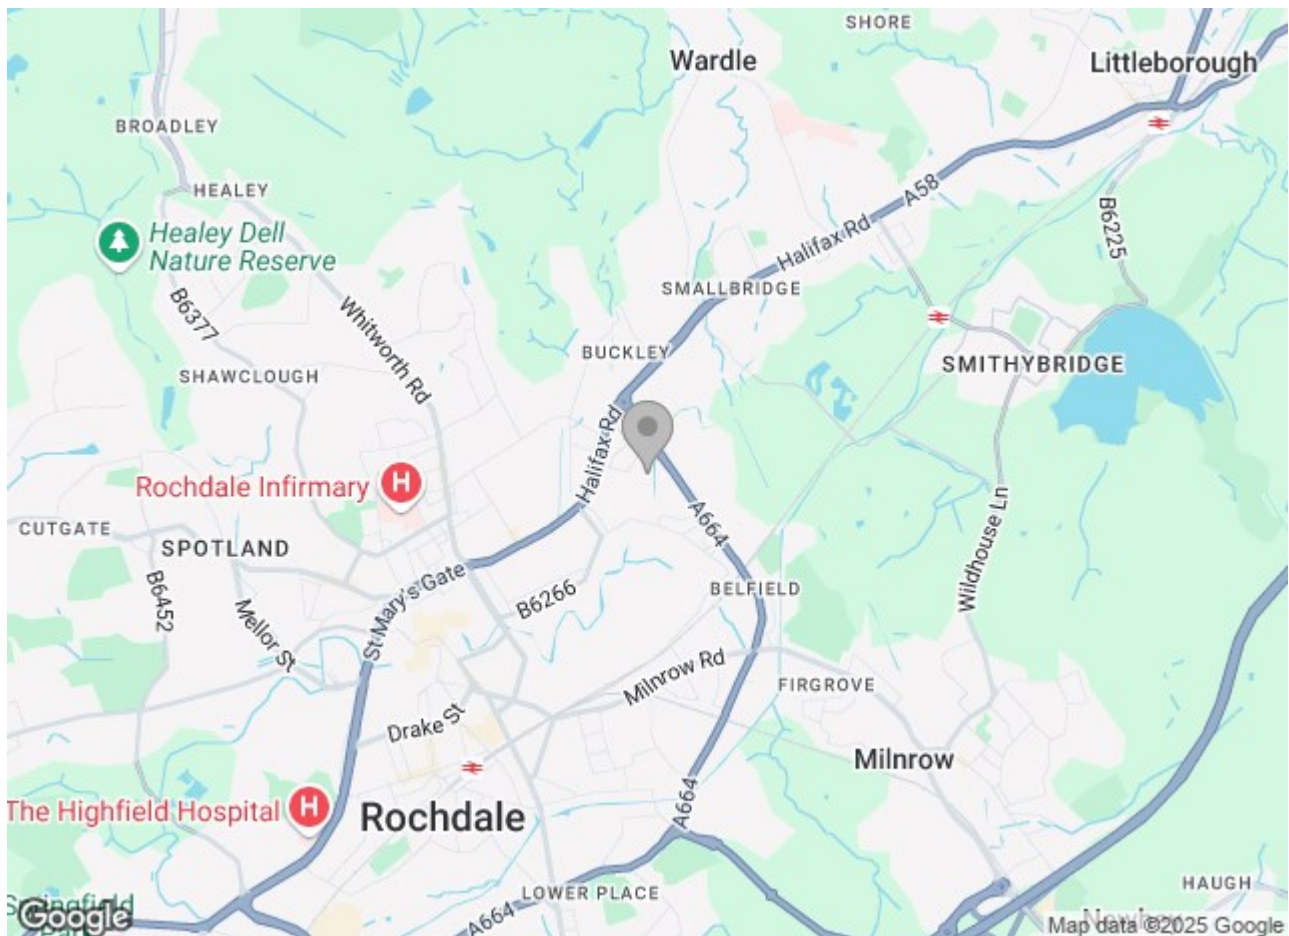 SHORE
Wardle
Littleborough
BROADLEY
HEALEY
A58
B6225
Healey Dell
Nature Reserve
Halifax Rd
SMALLBRIDGE
B6377
Whitworth Rd
BUCKLEY
SMITHYBRIDGE
SHAWCLOUGH
Halifax Rd
Rochdale Infirmary
H
A664
Wildhouse Ln
CUTGATE
SPOTLAND
B6452
St Mary's Gate
B6266
BELFIELD
Mellor St
Milnrow Rd
FIRGROVE
Drake St
Milnrow
The Highfield Hospital
H
Rochdale
A664
LOWER PLACE
HAUGH
A664
Springfield
Park
Google
Newhey
Map data ©2025 Google